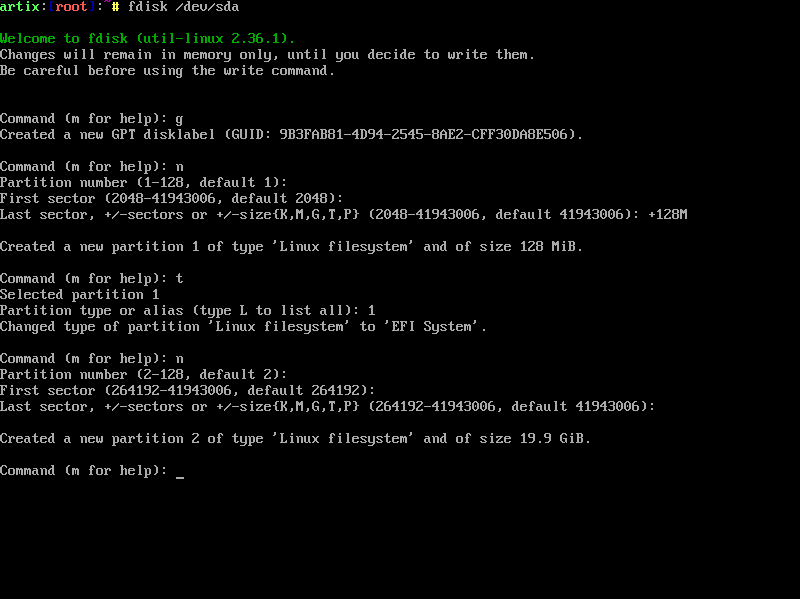 artix:[root]:~# fdisk /dev/sda
Welcome to fdisk (util-linux 2.36.1).
Changes will remain in memory only, until you decide to write them.
Be careful before using the write command.
Command (m for help): g
Created a new GPT disklabel (GUID: 9B3FAB81-4D94-2545-8AE2-CFF30DA8E506).
Command (m for help): n
Partition number (1-128, default 1):
First sector (2048-41943006, default 2048):
Last sector, +/-sectors or +/-size{K,M,G,T,P} (2048-41943006, default 41943006): +128M
Created a new partition 1 of type 'Linux filesystem' and of size 128 MiB.
Command (m for help): t
Selected partition 1
Partition type or alias (type L to list all): 1
Changed type of partition 'Linux filesystem' to 'EFI System'.
Command (m for help): n
Partition number (2-128, default 2):
First sector (264192-41943006, default 264192):
Last sector, +/-sectors or +/-size{K,M,G,T,P} (264192-41943006, default 41943006):
Created a new partition 2 of type 'Linux filesystem' and of size 19.9 GiB.
Command (m for help): _